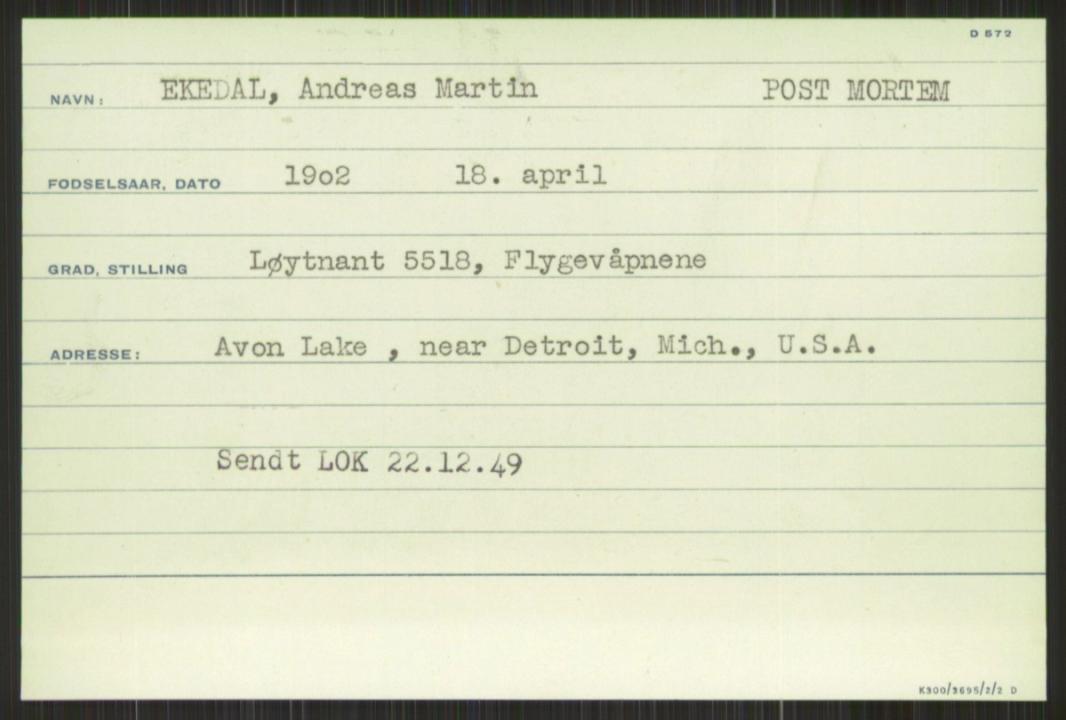 D 572
NAVN: EKEDAL, Andreas Martin POST MORTEM
FODSELSAAR, DATO 19o2 18. april
GRAD, STILLING Løytnant 5518, Flygevåpnene
ADRESSE: Avon Lake , near Detroit, Mich., U.S.A.
Sendt LOK 22.12.49
K300/3695/2/2 D